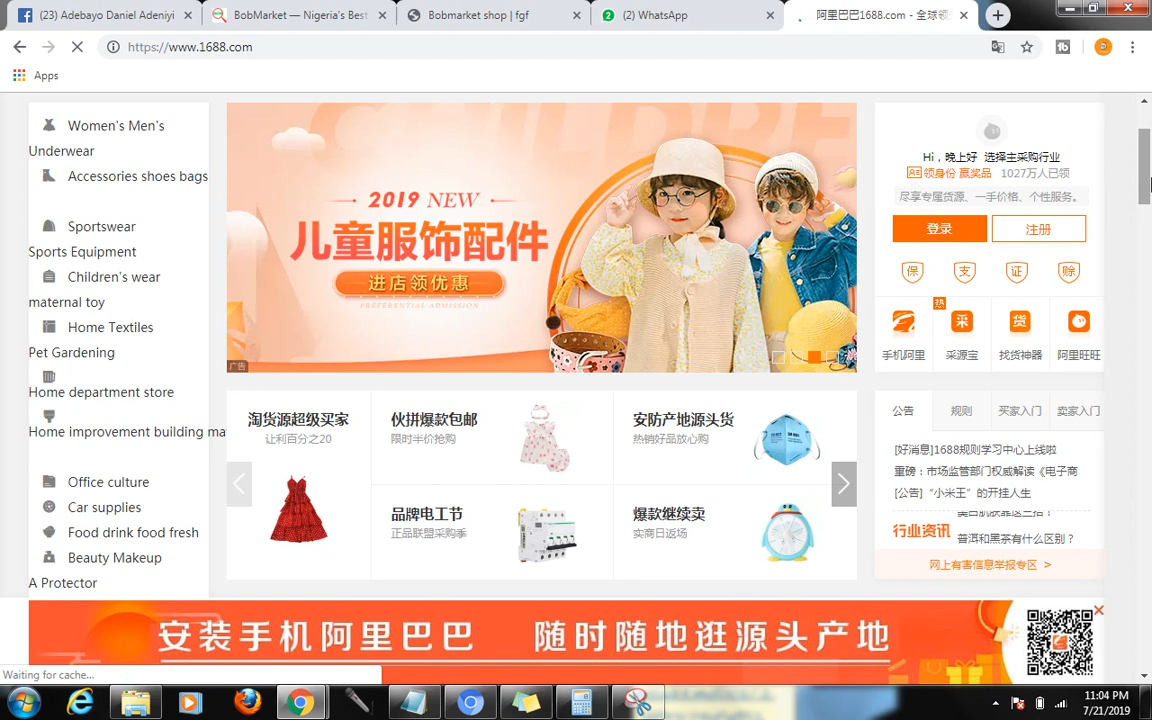 (23) Adebayo Daniel Adeniyi
BobMarket — Nigeria's Best
Bobmarket shop | fgf
(2) WhatsApp
阿里巴巴1688.com - 全球领
https://www.1688.com
Apps
Women's Men's
Underwear
Accessories shoes bags
Sportswear
Sports Equipment
Children's wear
maternal toy
Home Textiles
Pet Gardening
Home department store
Home improvement building ma
Office culture
Car supplies
Food drink food fresh
Beauty Makeup
A Protector
2019 NEW
儿童服饰配件
进店领优惠
PREFERENTIAL ADMISSION
广告
淘货源超级买家
让利百分之20
伙拼爆款包邮
限时半价抢购
安防产地源头货
热销好品放心购
品牌电工节
正品联盟采购季
爆款继续卖
实商日返场
Hi，晚上好 选择主采购行业
领身份 赢奖品 1027万人已领
尽享专属货源、一手价格、个性服务。
登录
注册
保 支 证 赊
热
采 货
手机阿里 采源宝 找货神器 阿里旺旺
公告 规则 买家入门 卖家入门
[好消息]1688规则学习中心上线啦
重磅：市场监管部门权威解读《电子商
[公告]“小米王”的开挂人生
行业资讯
普洱和黑茶有什么区别？
网上有害信息举报专区 >
安装手机阿里巴巴 随时随地逛源头产地
Waiting for cache...
11:04 PM
7/21/2019